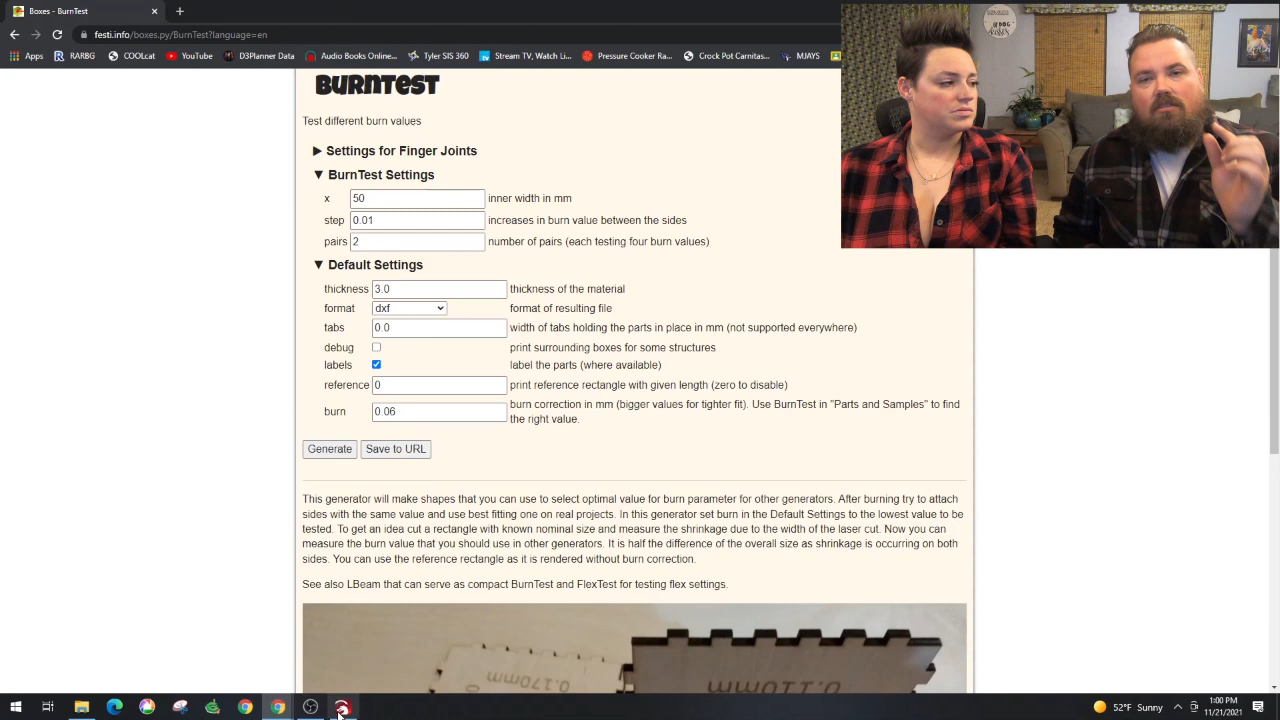 Boxes - BurnTest
festi.info/boxes.py/BurnTest?language=en
Apps RARBG COOLcat YouTube D3Planner Data Audio Books Online... Tyler SIS 360 Stream TV, Watch Li... Pressure Cooker Ra... Crock Pot Carnitas... MJAYS
BURNTEST
Test different burn values
▶ Settings for Finger Joints
▼ BurnTest Settings
x 50 inner width in mm
step 0.01 increases in burn value between the sides
pairs 2 number of pairs (each testing four burn values)
▼ Default Settings
thickness 3.0 thickness of the material
format dxf format of resulting file
tabs 0.0 width of tabs holding the parts in place in mm (not supported everywhere)
debug print surrounding boxes for some structures
labels label the parts (where available)
reference 0 print reference rectangle with given length (zero to disable)
burn 0.06 burn correction in mm (bigger values for tighter fit). Use BurnTest in "Parts and Samples" to find
the right value.
Generate Save to URL
This generator will make shapes that you can use to select optimal value for burn parameter for other generators. After burning try to attach
sides with the same value and use best fitting one on real projects. In this generator set burn in the Default Settings to the lowest value to be
tested. To get an idea cut a rectangle with known nominal size and measure the shrinkage due to the width of the laser cut. Now you can
measure the burn value that you should use in other generators. It is half the difference of the overall size as shrinkage is occurring on both
sides. You can use the reference rectangle as it is rendered without burn correction.
See also LBeam that can serve as compact BurnTest and FlexTest for testing flex settings.
0.170mm
0.110mm
52°F Sunny
1:00 PM
11/21/2021